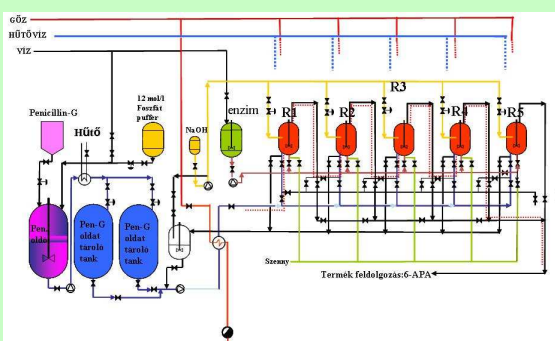 GŐZ
HŰTŐVÍZ
VÍZ
Penicillin-G
Hűtő
12 mol/l
Foszfát
puffer
NaOH
enzim
R1
R2
R3
R4
R5
Pen.
oldó
Pen-G
oldat
tároló
tank
Pen-G
oldat
tároló
tank
Szenny
Termék feldolgozás:6-APA